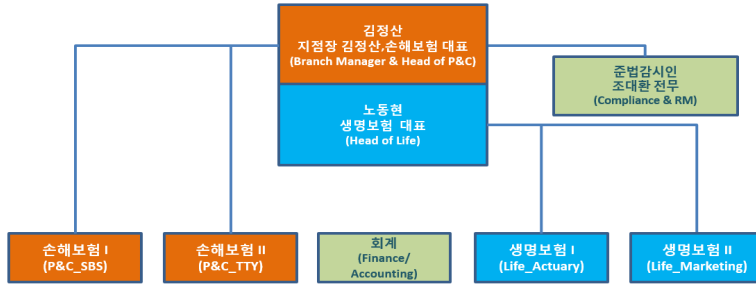 김정산
지점장 김정산,손해보험 대표
(Branch Manager & Head of P&C)
준법감시인
조대환 전무
(Compliance & RM)
노동현
생명보험 대표
(Head of Life)
손해보험 I
(P&C_SBS)
손해보험 II
(P&C_TTY)
회계
(Finance/
Accounting)
생명보험 I
(Life_Actuary)
생명보험 II
(Life_Marketing)